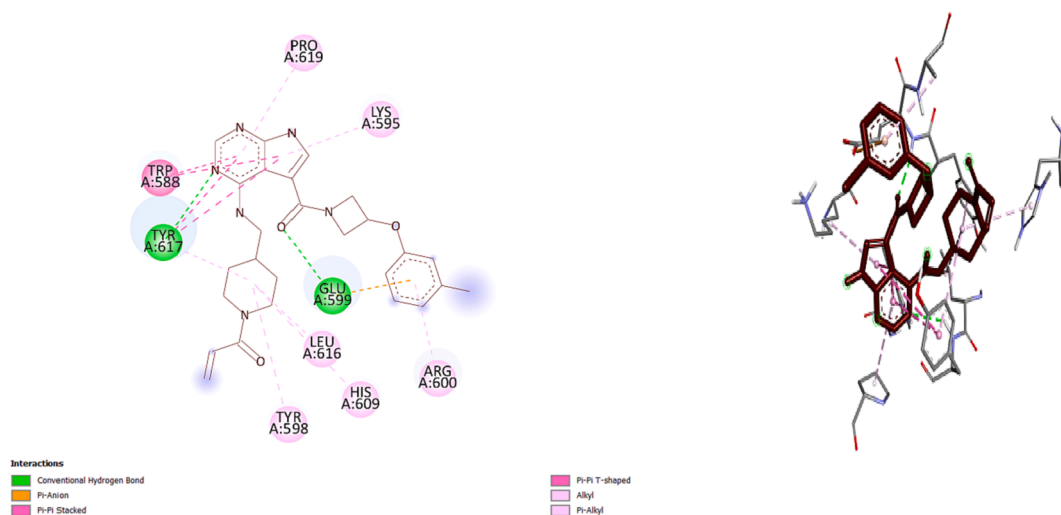 PRO
A:619
LYS
A:595
N
N
TRP
A:588
N
N
N
TYR
A:617
N
O
O
GLU
A:599
N
LEU
A:616
ARG
A:600
O
HIS
A:609
TYR
A:598
Interactions
Conventional Hydrogen Bond
Pi-Anion
Pi-Pi Stacked
Pi-Pi T-shaped
Alkyl
Pi-Alkyl